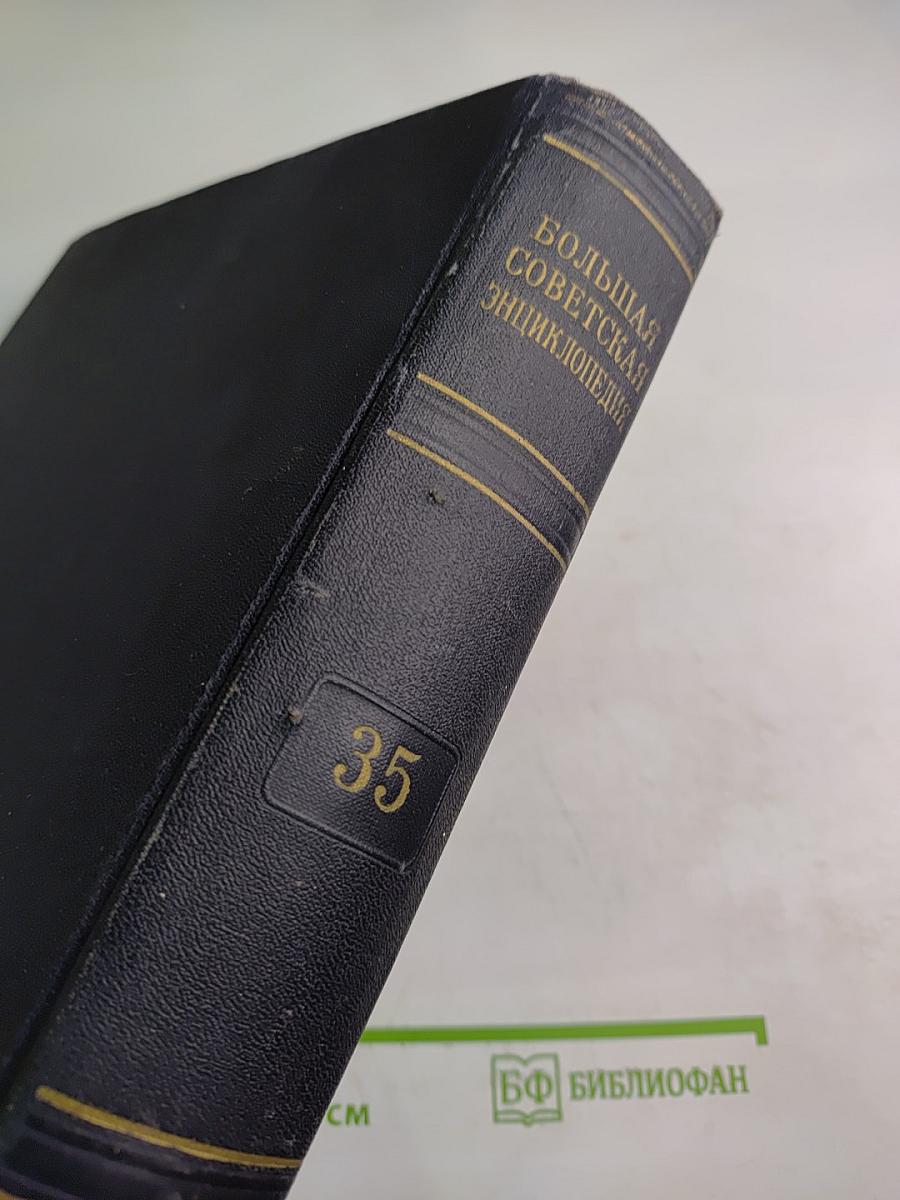 БОЛЬШАЯ
СОВЕТСКАЯ
ЭНЦИКЛОПЕДИЯ
35
СМ
БФ БИБЛИОФАН